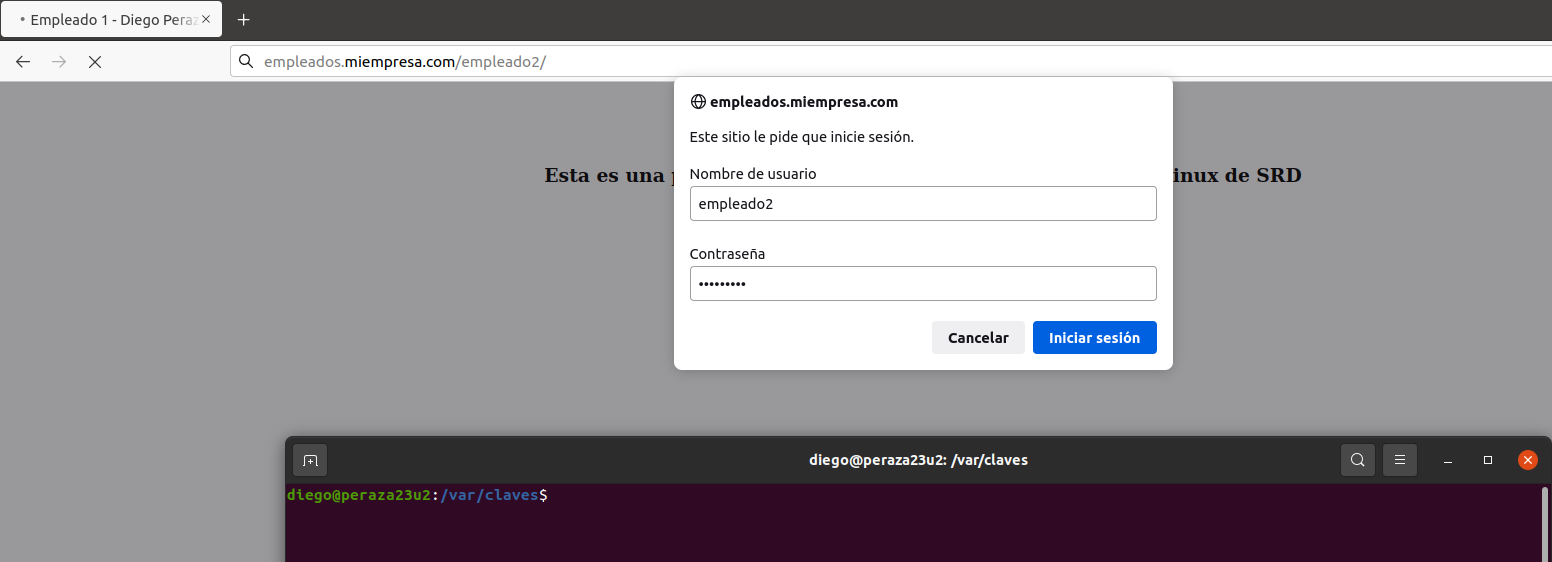 Empleado 1 - Diego Peraz
empleados.miempresa.com/empleado2/
empleados.miempresa.com
Este sitio le pide que inicie sesión.
Esta es una inux de SRD
Nombre de usuario
empleado2
Contraseña
•••••••••
Cancelar
Iniciar sesión
diego@peraza23u2: /var/claves
diego@peraza23u2:/var/claves$